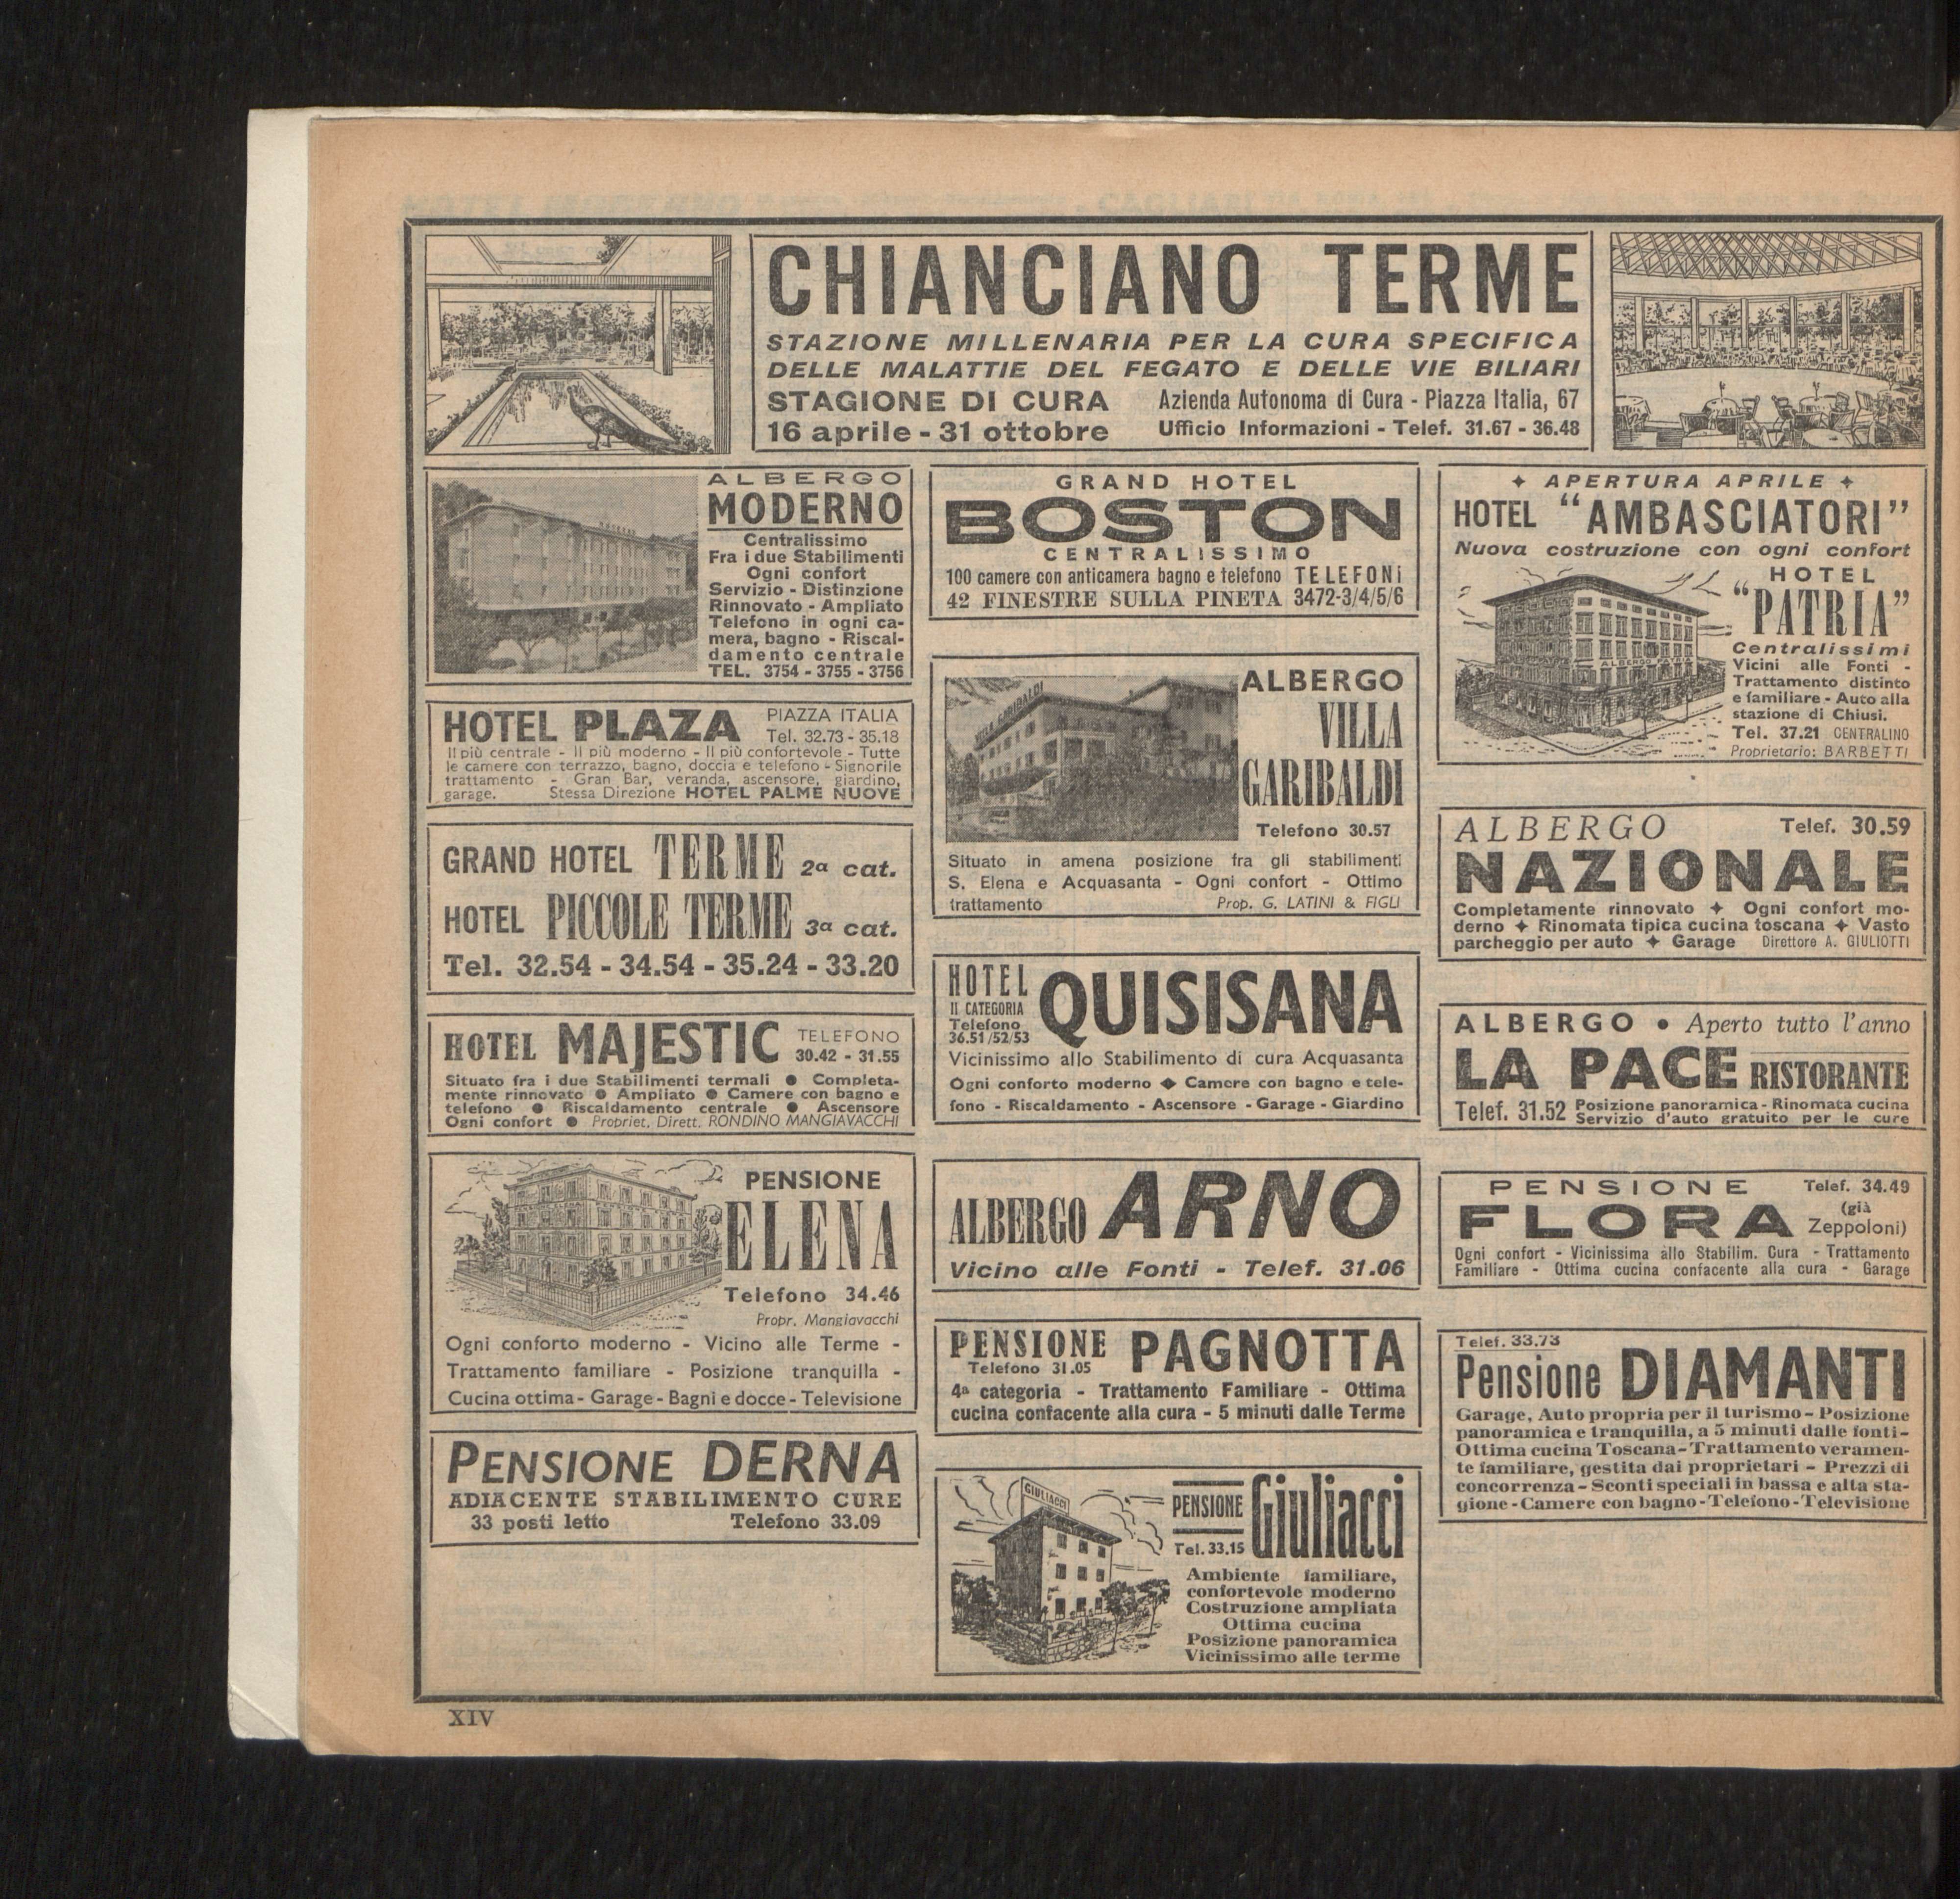 CHIANCIANO TERME
STAZIONE MILLENARIA PER LA CURA SPECIFICA
DELLE MALATTIE DEL FEGATO E DELLE VIE BILIARI
STAGIONE DI CURA
16 aprile - 31 ottobre
Azienda Autonoma di Cura - Piazza Italia, 67
Ufficio Informazioni - Telef. 31.67 - 36.48
ALBERGO
MODERNO
Centralissimo
Fra i due Stabilimenti
Ogni confort
Servizio - Distinzione
Rinnovato - Ampliato
Telefono in ogni ca-
mera, bagno - Riscal-
damento centrale
TEL. 3754 - 3755 - 3756
HOTEL PLAZA
PIAZZA ITALIA
Tel. 32.73 - 35.18
Il più centrale - Il più moderno - Il più confortevole - Tutte
le camere con terrazzo, bagno, doccia e telefono - Signorile
trattamento - Gran Bar, veranda, ascensore, giardino,
garage. Stessa Direzione HOTEL PALME NUOVE
GRAND HOTEL TERME 2a cat.
HOTEL PICCOLE TERME 3a cat.
Tel. 32.54 - 34.54 - 35.24 - 33.20
HOTEL MAJESTIC
TELEFONO
30.42 - 31.55
Situato fra i due Stabilimenti termali ● Completa-
mente rinnovato ● Ampliato ● Camere con bagno e
telefono ● Riscaldamento centrale ● Ascensore
Ogni confort ● Propriet. Dirett. RONDINO MANGIAVACCHI
PENSIONE
ELENA
Telefono 34.46
Propr. Mangiavacchi
Ogni conforto moderno - Vicino alle Terme -
Trattamento familiare - Posizione tranquilla -
Cucina ottima - Garage - Bagni e docce - Televisione
PENSIONE DERNA
ADIACENTE STABILIMENTO CURE
33 posti letto Telefono 33.09
GRAND HOTEL
BOSTON
CENTRALISSIMO
100 camere con anticamera bagno e telefono TELEFONi
42 FINESTRE SULLA PINETA 3472-3/4/5/6
VILLA GARIBALDI
ALBERGO
VILLA
GARIBALDI
Telefono 30.57
Situato in amena posizione fra gli stabilimenti
S. Elena e Acquasanta - Ogni confort - Ottimo
trattamento Prop. G. LATINI & FIGLI
HOTEL
II CATEGORIA
Telefono
36.51/52/53
QUISISANA
Vicinissimo allo Stabilimento di cura Acquasanta
Ogni conforto moderno ✦ Camere con bagno e tele-
fono - Riscaldamento - Ascensore - Garage - Giardino
ALBERGO ARNO
Vicino alle Fonti - Telef. 31.06
PENSIONE PAGNOTTA
Telefono 31.05
4a categoria - Trattamento Familiare - Ottima
cucina confacente alla cura - 5 minuti dalle Terme
GIULIACCI
PENSIONE Giuliacci
Tel. 33.15
Ambiente familiare,
confortevole moderno
Costruzione ampliata
Ottima cucina
Posizione panoramica
Vicinissimo alle terme
✦ APERTURA APRILE ✦
HOTEL "AMBASCIATORI"
Nuova costruzione con ogni confort
ALBERGO PATRIA
HOTEL
"PATRIA"
Centralissimi
Vicini alle Fonti -
Trattamento distinto
e familiare - Auto alla
stazione di Chiusi.
Tel. 37.21 CENTRALINO
Proprietario: BARBETTI
ALBERGO Telef. 30.59
NAZIONALE
Completamente rinnovato ✦ Ogni confort mo-
derno ✦ Rinomata tipica cucina toscana ✦ Vasto
parcheggio per auto ✦ Garage Direttore A. GIULIOTTI
ALBERGO ● Aperto tutto l'anno
LA PACE RISTORANTE
Telef. 31.52
Posizione panoramica - Rinomata cucina
Servizio d'auto gratuito per le cure
PENSIONE Telef. 34.49
FLORA (già
Zeppoloni)
Ogni confort - Vicinissima allo Stabilim. Cura - Trattamento
Familiare - Ottima cucina confacente alla cura - Garage
Telef. 33.73
Pensione DIAMANTI
Garage, Auto propria per il turismo - Posizione
panoramica e tranquilla, a 5 minuti dalle fonti -
Ottima cucina Toscana - Trattamento veramen-
te familiare, gestita dai proprietari - Prezzi di
concorrenza - Sconti speciali in bassa e alta sta-
gione - Camere con bagno - Telefono - Televisione
XIV